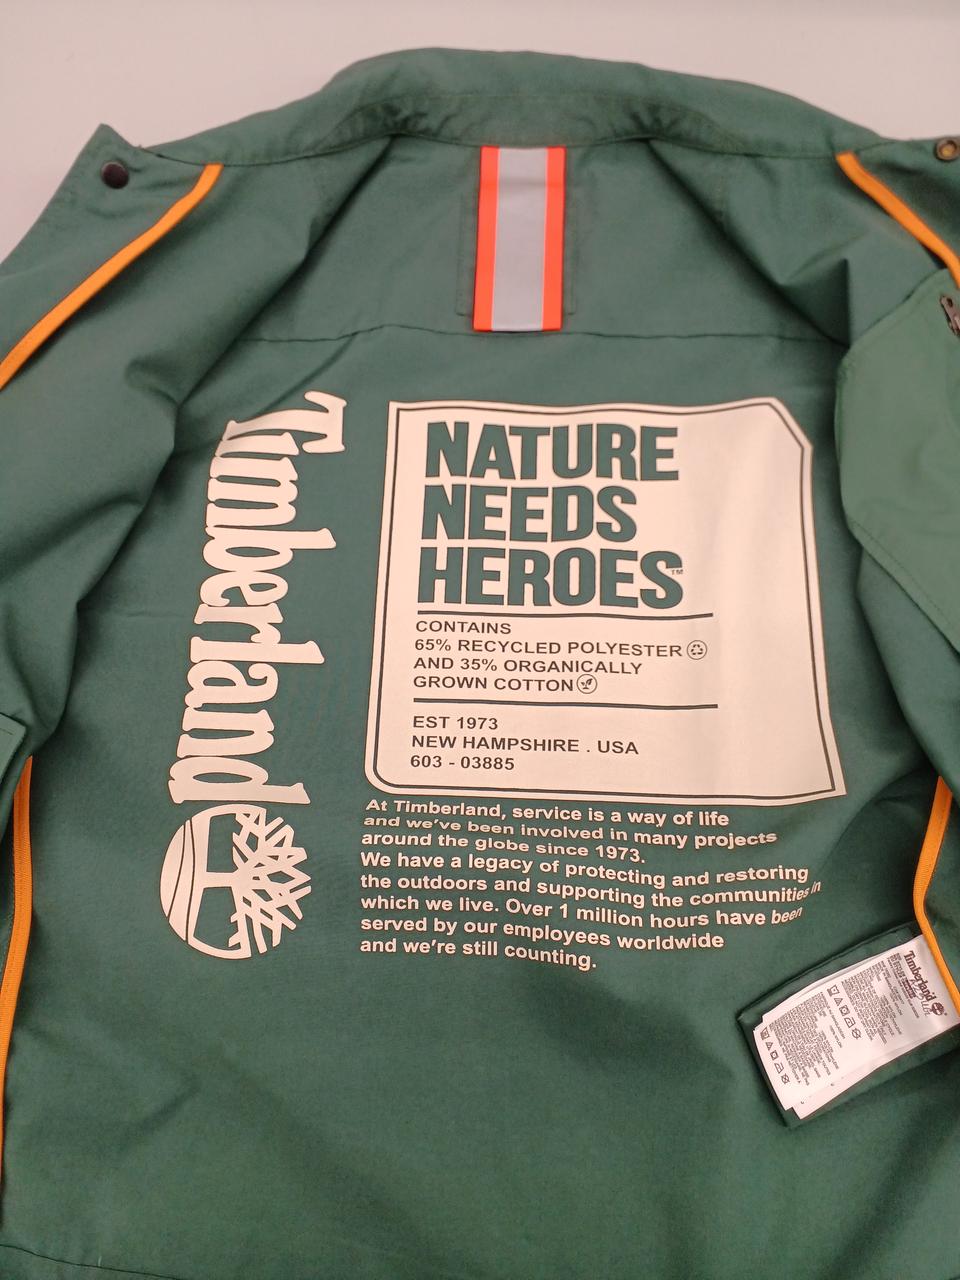 Timberland
NATURE
NEEDS
HEROES™
CONTAINS
65% RECYCLED POLYESTER
AND 35% ORGANICALLY
GROWN COTTON
EST 1973
NEW HAMPSHIRE . USA
603 - 03885
At Timberland, service is a way of life
and we've been involved in many projects
around the globe since 1973.
We have a legacy of protecting and restoring
the outdoors and supporting the communities in
which we live. Over 1 million hours have been
served by our employees worldwide
and we're still counting.
Timberland